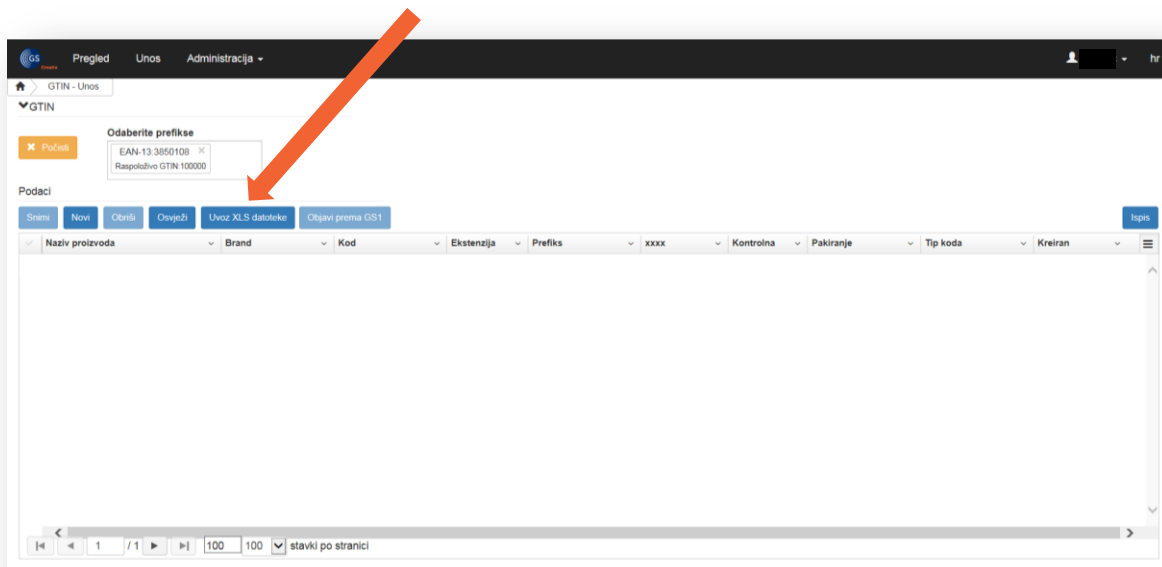 GS Croatia Pregled Unos Administracija hr
GTIN - Unos
GTIN
Počisti
Odaberite prefikse
EAN-13:3850108
Raspoloživo GTIN:100000
Podaci
Snimi Novi Obriši Osvježi Uvoz XLS datoteke Objavi prema GS1 Ispis
Naziv proizvoda Brand Kod Ekstenzija Prefiks xxxx Kontrolna Pakiranje Tip koda Kreiran
1 / 1 100 100 stavki po stranici